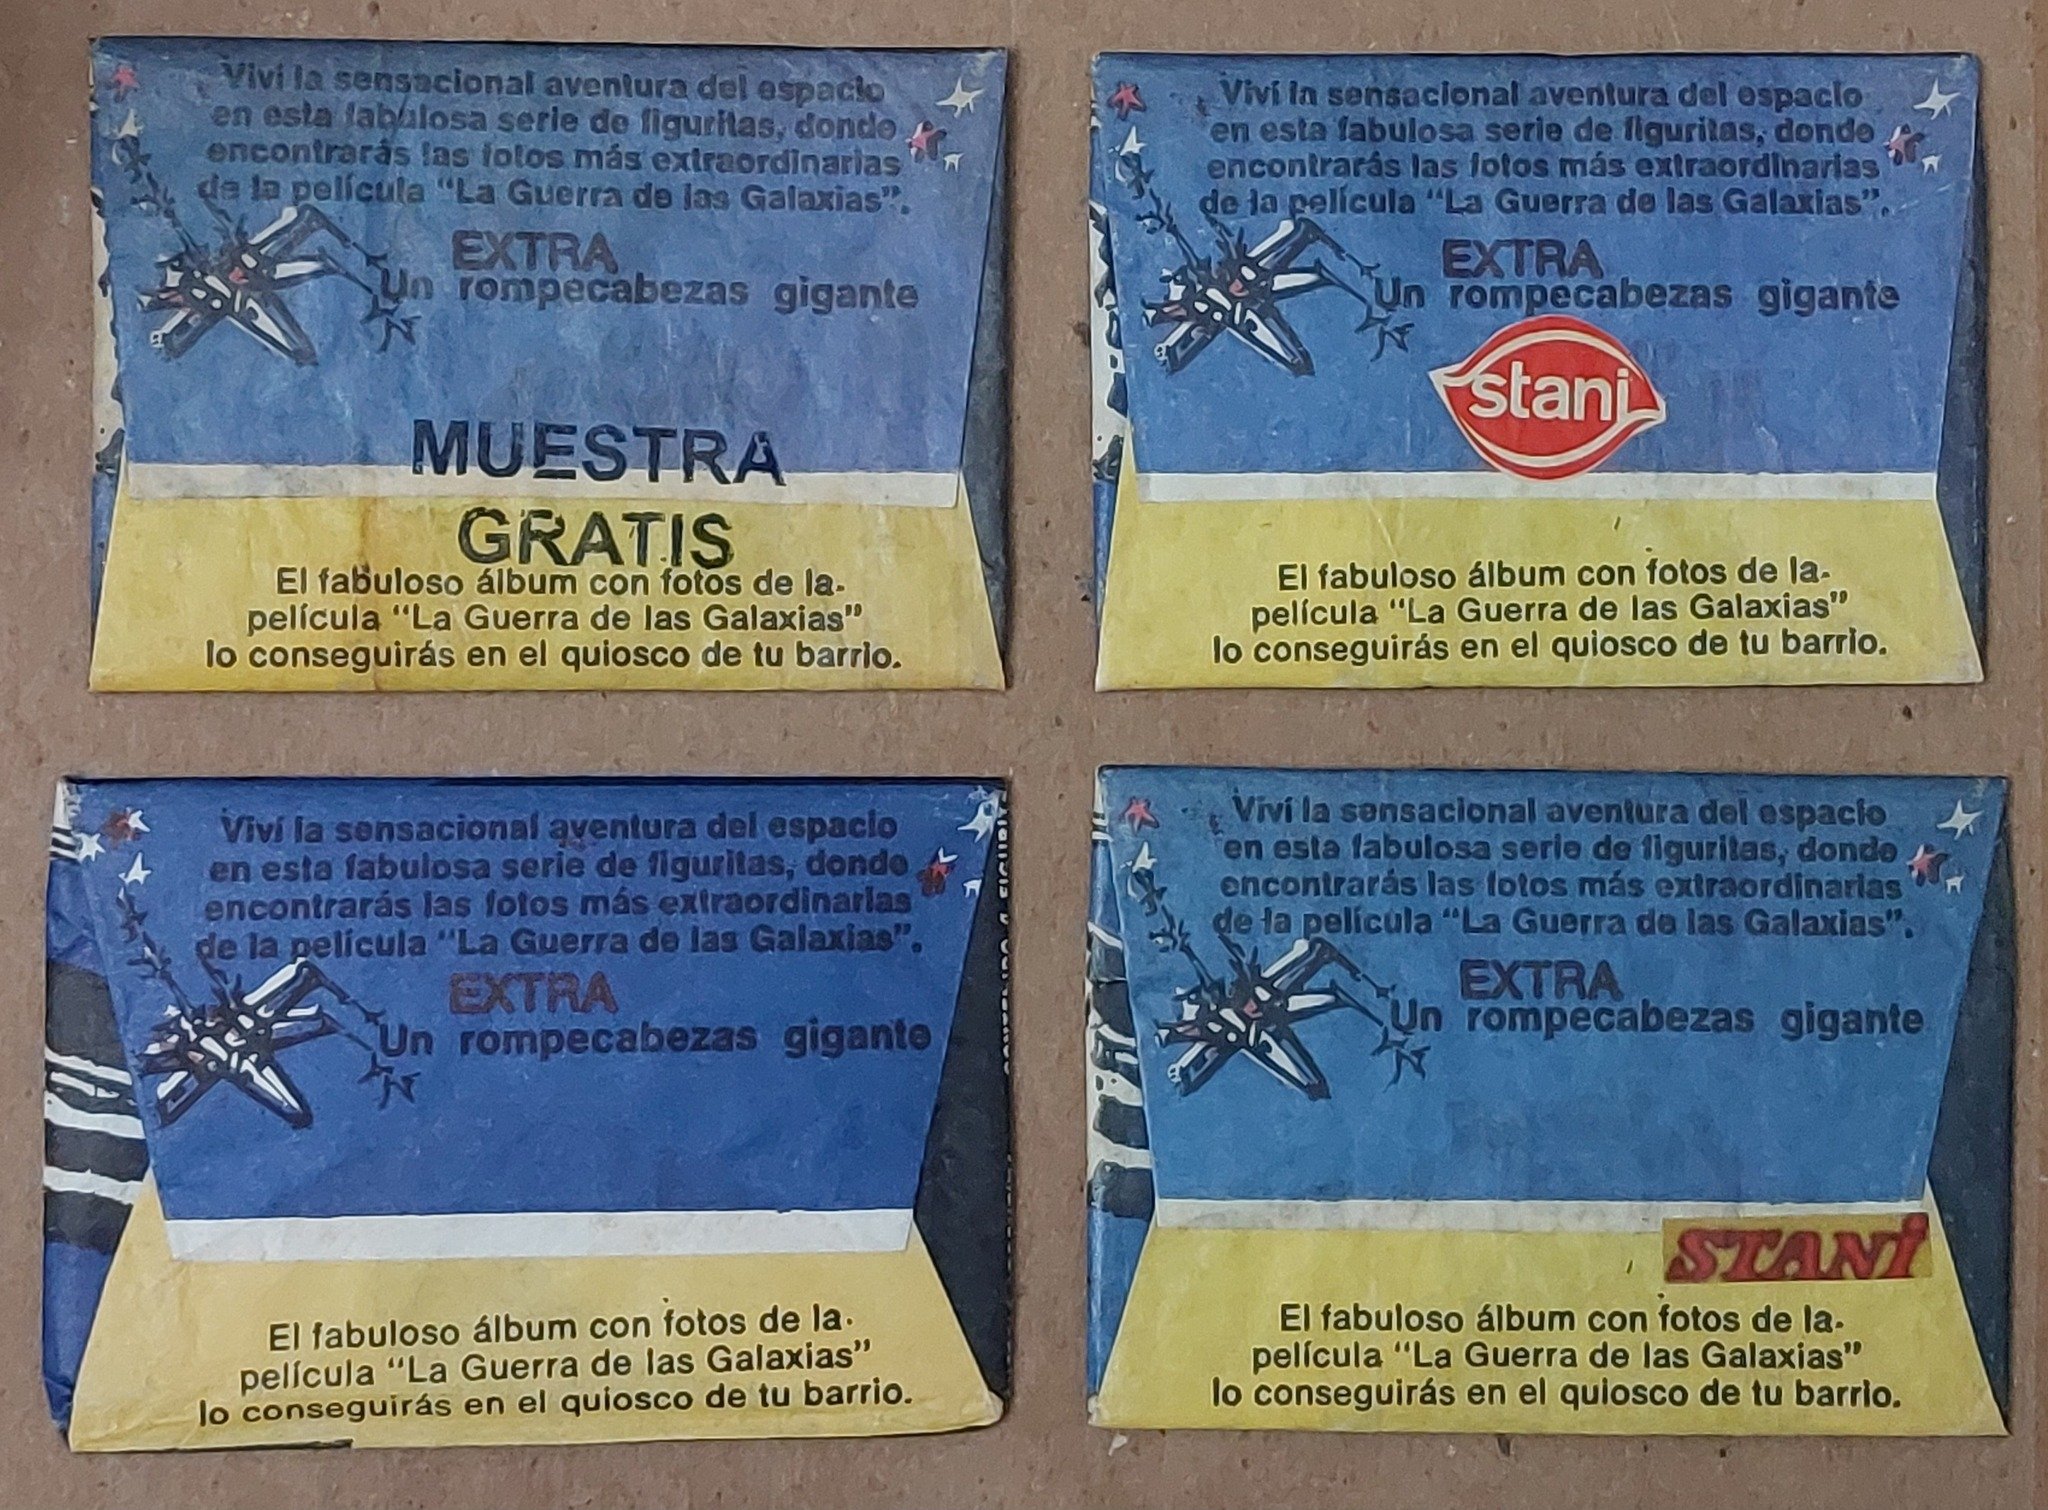 Viví la sensacional aventura del espacio
en esta fabulosa serie de figuritas, donde
encontrarás las fotos más extraordinarias
de la película "La Guerra de las Galaxias".
EXTRA
Un rompecabezas gigante
MUESTRA
GRATIS
El fabuloso álbum con fotos de la
película "La Guerra de las Galaxias"
lo conseguirás en el quiosco de tu barrio.
Viví la sensacional aventura del espacio
en esta fabulosa serie de figuritas, donde
encontrarás las fotos más extraordinarias
de la película "La Guerra de las Galaxias".
EXTRA
Un rompecabezas gigante
stani
El fabuloso álbum con fotos de la
película "La Guerra de las Galaxias"
lo conseguirás en el quiosco de tu barrio.
Viví la sensacional aventura del espacio
en esta fabulosa serie de figuritas, donde
encontrarás las fotos más extraordinarias
de la película "La Guerra de las Galaxias".
EXTRA
Un rompecabezas gigante
El fabuloso álbum con fotos de la
película "La Guerra de las Galaxias"
lo conseguirás en el quiosco de tu barrio.
Viví la sensacional aventura del espacio
en esta fabulosa serie de figuritas, donde
encontrarás las fotos más extraordinarias
de la película "La Guerra de las Galaxias".
EXTRA
Un rompecabezas gigante
STANi
El fabuloso álbum con fotos de la
película "La Guerra de las Galaxias"
lo conseguirás en el quiosco de tu barrio.